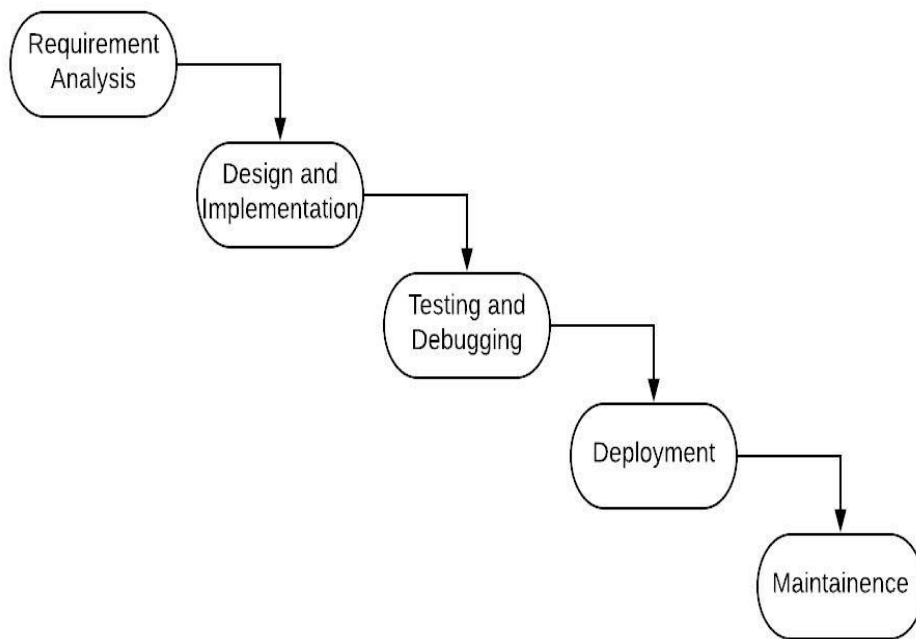 Requirement
Analysis
Design and
Implementation
Testing and
Debugging
Deployment
Maintainence